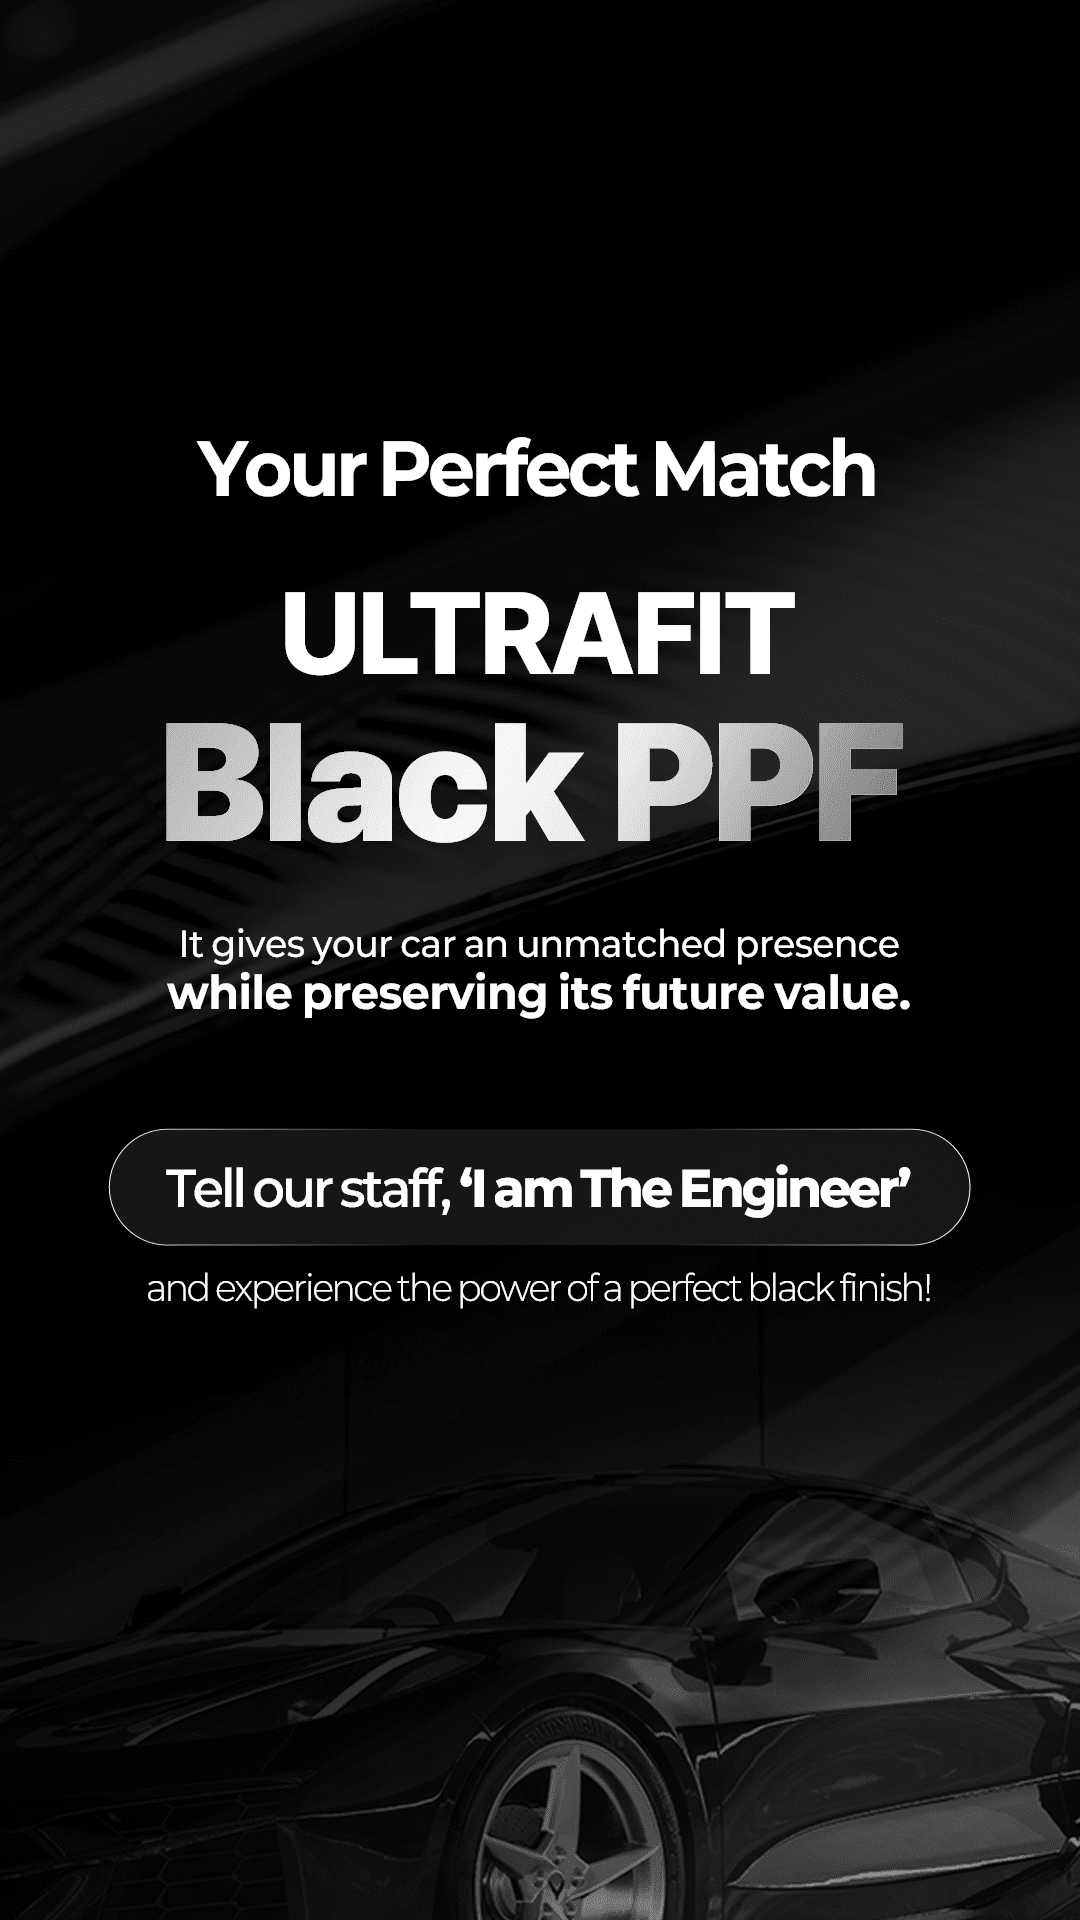 Your Perfect Match
ULTRAFIT
Black PPF
It gives your car an unmatched presence
while preserving its future value.
Tell our staff, ‘I am The Engineer’
and experience the power of a perfect black finish!